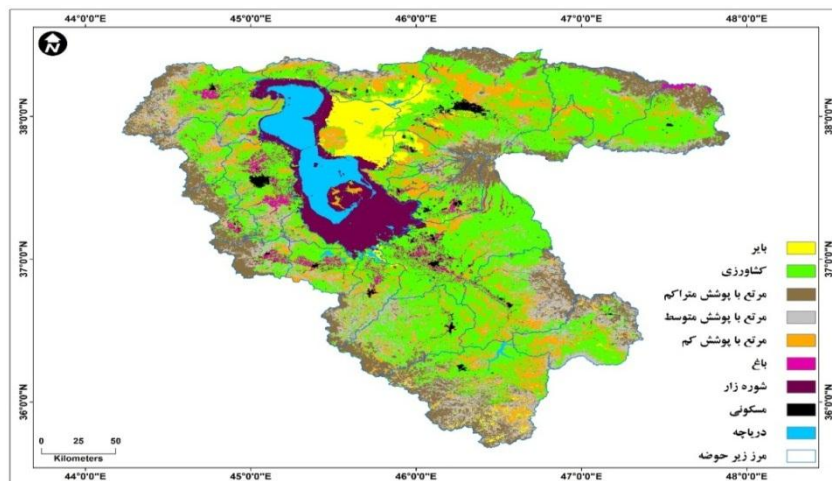 44°0'0"E 45°0'0"E 46°0'0"E 47°0'0"E 48°0'0"E
N
38°0'0"N
38°0'0"N
37°0'0"N
37°0'0"N
36°0'0"N
36°0'0"N
بایر
کشاورزی
مرتع با پوشش متراکم
مرتع با پوشش متوسط
مرتع با پوشش کم
باغ
شوره زار
مسکونی
دریاچه
مرز زیر حوضه
0 25 50
Kilometers
44°0'0"E 45°0'0"E 46°0'0"E 47°0'0"E 48°0'0"E